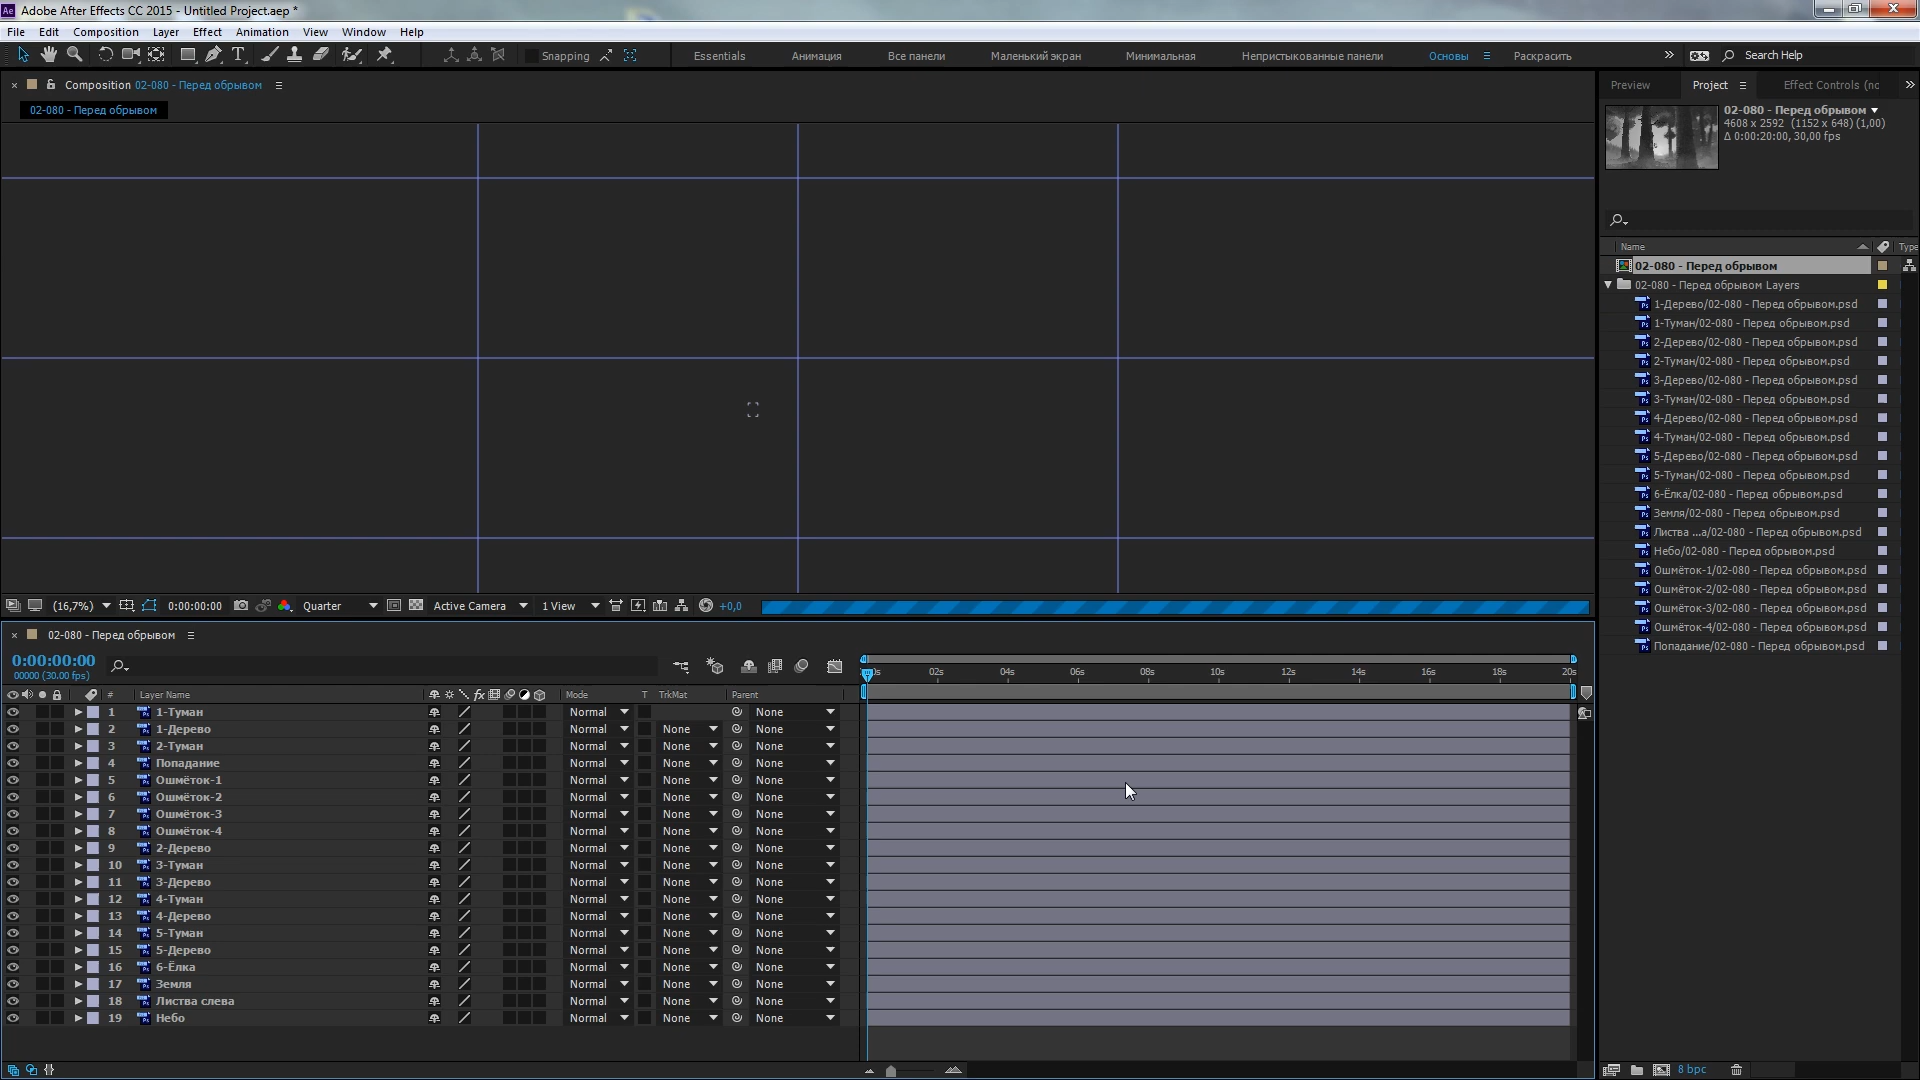 Adobe After Effects CC 2015 - Untitled Project.aep *
File Edit Composition Layer Effect Animation View Window Help
Snapping Essentials Анимация Все панели Маленький экран Минимальная Непристыкованные панели Основы Раскрасить » Search Help
Composition 02-080 - Перед обрывом
02-080 - Перед обрывом
(16,7%) 0:00:00:00 Quarter Active Camera 1 View +0,0
Preview Project Effect Controls (nc »
02-080 - Перед обрывом
4608 x 2592 (1152 x 648) (1,00)
Δ 0:00:20:00, 30,00 fps
Name Type
02-080 - Перед обрывом
02-080 - Перед обрывом Layers
1-Дерево/02-080 - Перед обрывом.psd
1-Туман/02-080 - Перед обрывом.psd
2-Дерево/02-080 - Перед обрывом.psd
2-Туман/02-080 - Перед обрывом.psd
3-Дерево/02-080 - Перед обрывом.psd
3-Туман/02-080 - Перед обрывом.psd
4-Дерево/02-080 - Перед обрывом.psd
4-Туман/02-080 - Перед обрывом.psd
5-Дерево/02-080 - Перед обрывом.psd
5-Туман/02-080 - Перед обрывом.psd
6-Ёлка/02-080 - Перед обрывом.psd
Земля/02-080 - Перед обрывом.psd
Листва ...а/02-080 - Перед обрывом.psd
Небо/02-080 - Перед обрывом.psd
Ошмёток-1/02-080 - Перед обрывом.psd
Ошмёток-2/02-080 - Перед обрывом.psd
Ошмёток-3/02-080 - Перед обрывом.psd
Ошмёток-4/02-080 - Перед обрывом.psd
Попадание/02-080 - Перед обрывом.psd
8 bpc
02-080 - Перед обрывом
0:00:00:00
00000 (30.00 fps)
02s 04s 06s 08s 10s 12s 14s 16s 18s 20s
# Layer Name Mode T TrkMat Parent
1 1-Туман Normal None
2 1-Дерево Normal None None
3 2-Туман Normal None None
4 Попадание Normal None None
5 Ошмёток-1 Normal None None
6 Ошмёток-2 Normal None None
7 Ошмёток-3 Normal None None
8 Ошмёток-4 Normal None None
9 2-Дерево Normal None None
10 3-Туман Normal None None
11 3-Дерево Normal None None
12 4-Туман Normal None None
13 4-Дерево Normal None None
14 5-Туман Normal None None
15 5-Дерево Normal None None
16 6-Ёлка Normal None None
17 Земля Normal None None
18 Листва слева Normal None None
19 Небо Normal None None